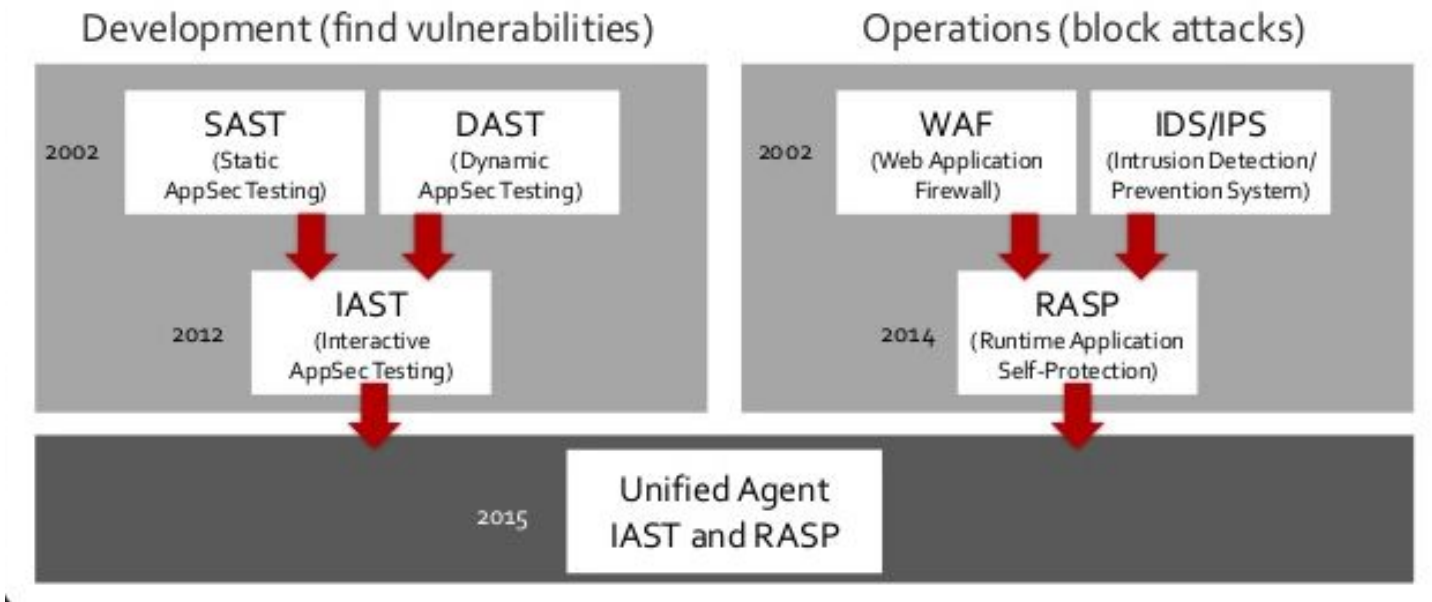 Development (find vulnerabilities)
Operations (block attacks)
2002
SAST
(Static
AppSec Testing)
DAST
(Dynamic
AppSec Testing)
2012
IAST
(Interactive
AppSec Testing)
2002
WAF
(Web Application
Firewall)
IDS/IPS
(Intrusion Detection/
Prevention System)
2014
RASP
(Runtime Application
Self-Protection)
2015
Unified Agent
IAST and RASP